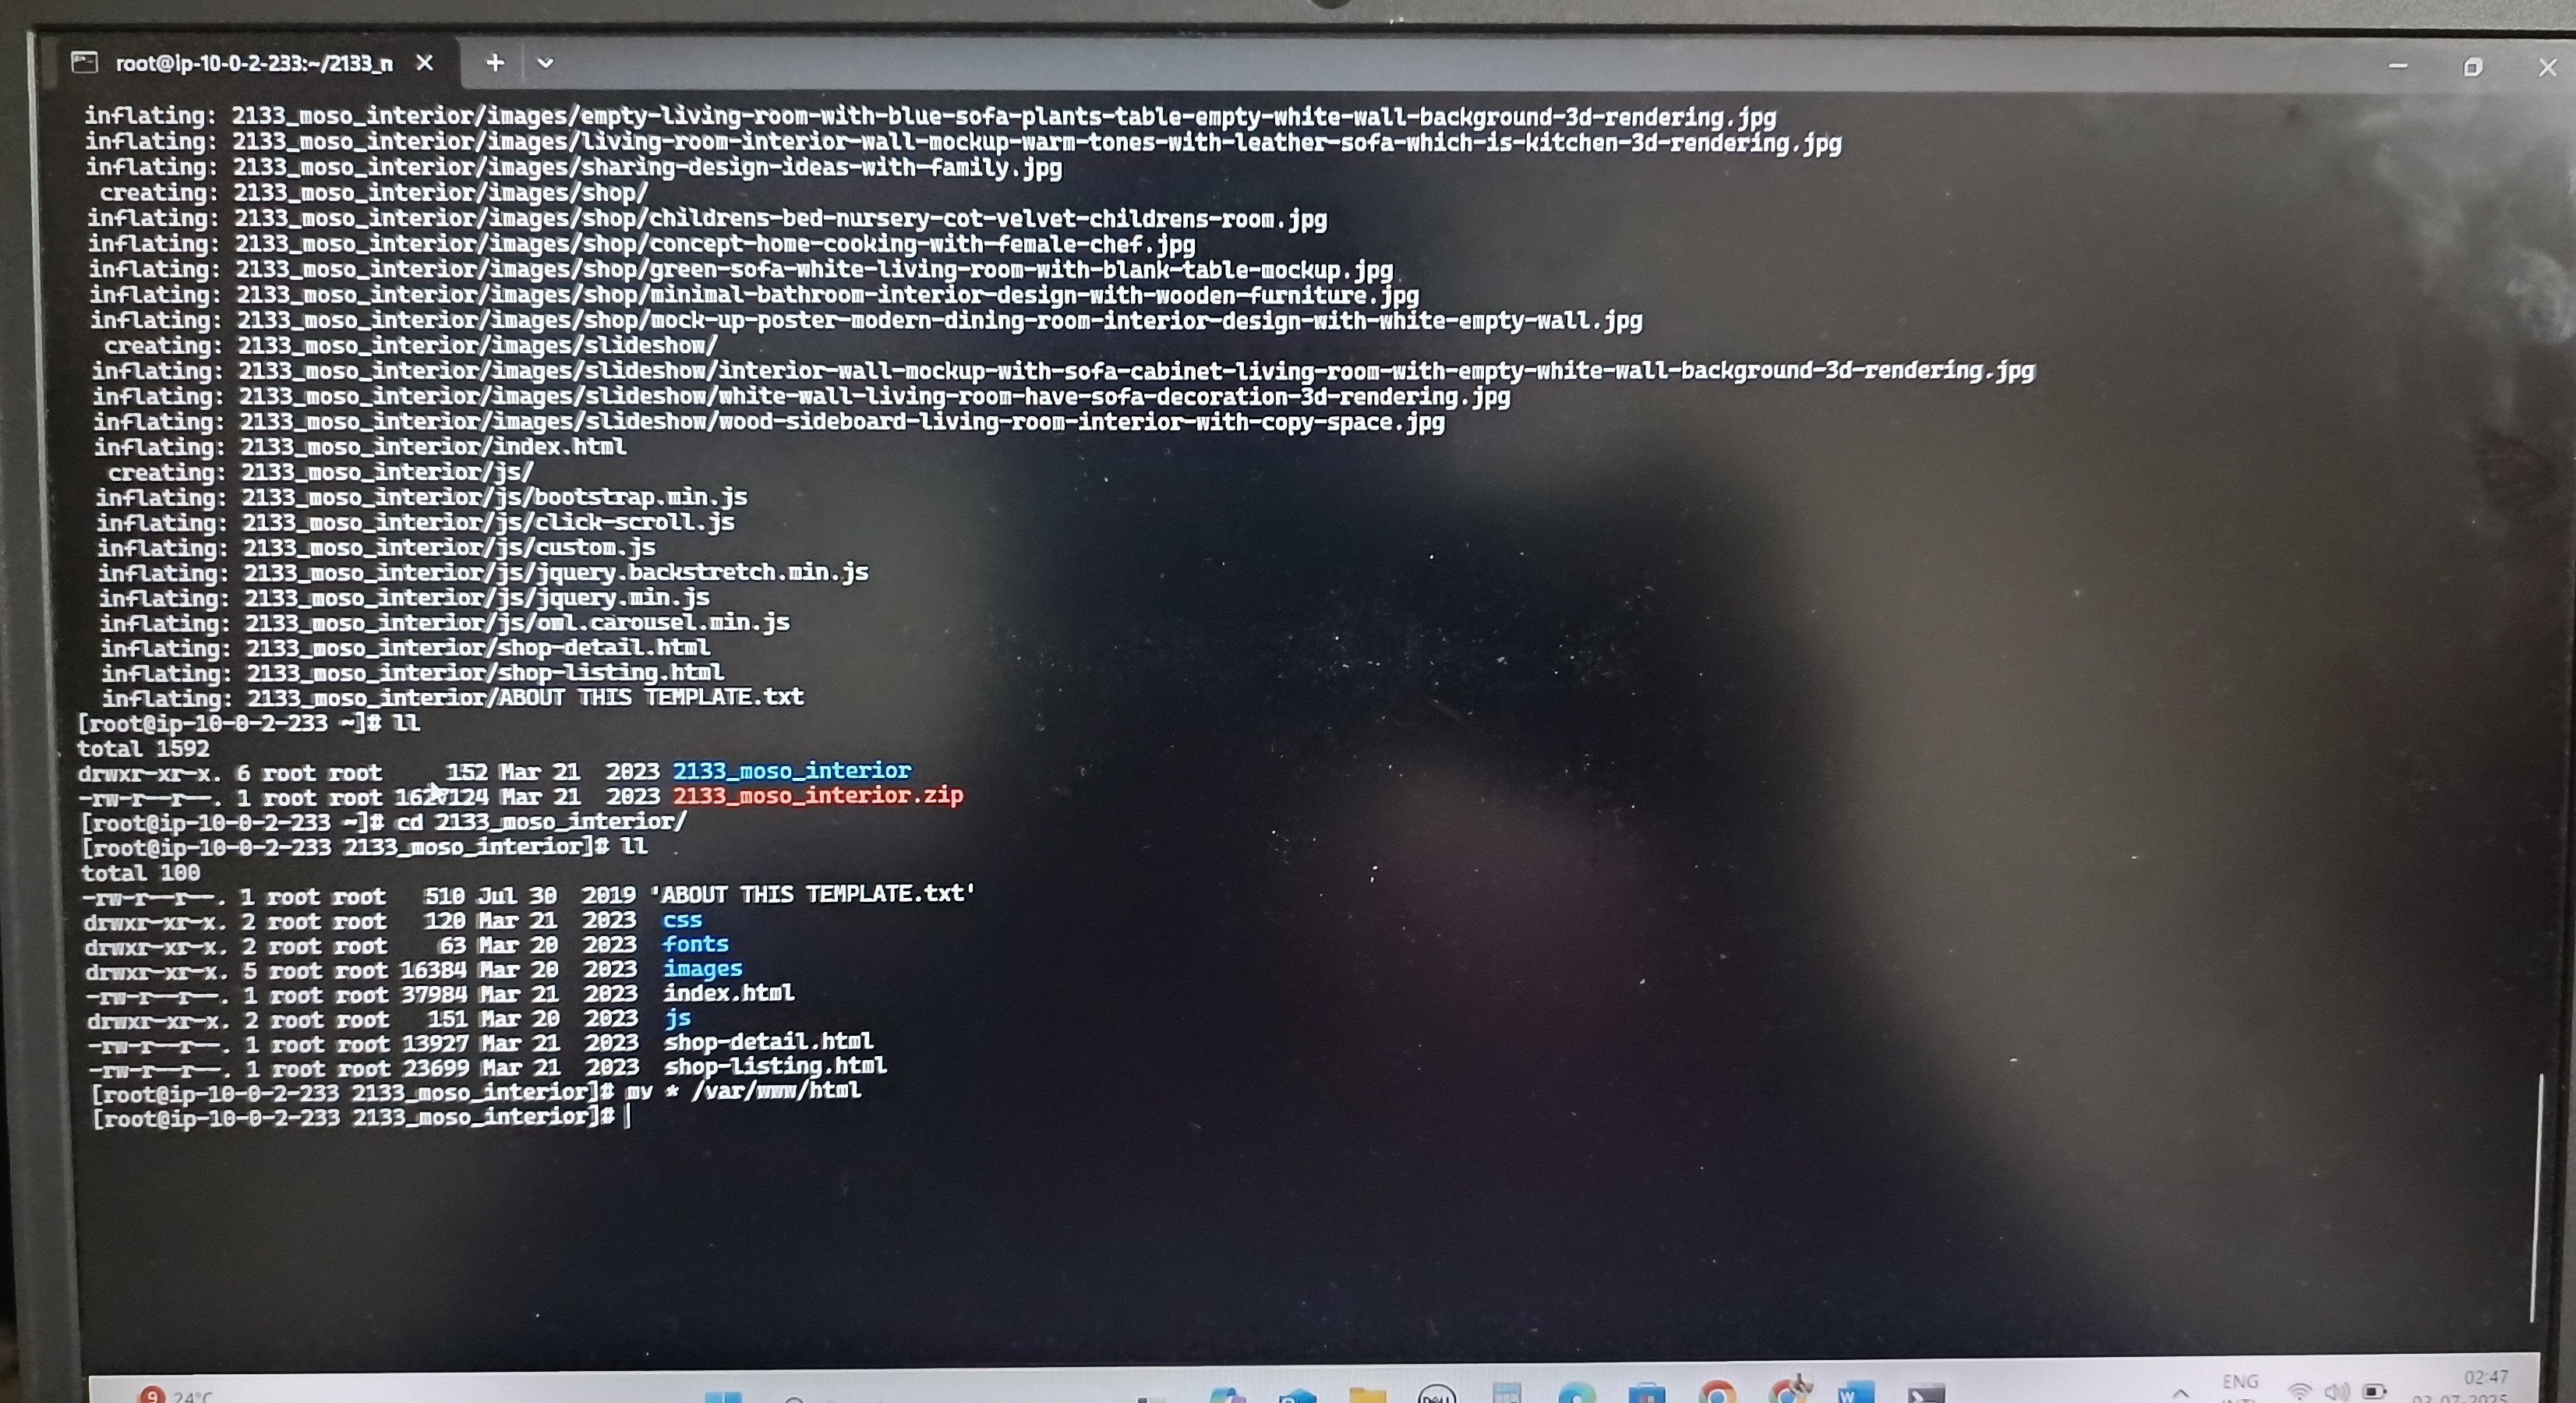 root@ip-10-0-2-233:~/2133_n
inflating: 2133_moso_interior/images/empty-living-room-with-blue-sofa-plants-table-empty-white-wall-background-3d-rendering.jpg
inflating: 2133_moso_interior/images/living-room-interior-wall-mockup-warm-tones-with-leather-sofa-which-is-kitchen-3d-rendering.jpg
inflating: 2133_moso_interior/images/sharing-design-ideas-with-family.jpg
creating: 2133_moso_interior/images/shop/
inflating: 2133_moso_interior/images/shop/childrens-bed-nursery-cot-velvet-childrens-room.jpg
inflating: 2133_moso_interior/images/shop/concept-home-cooking-with-female-chef.jpg
inflating: 2133_moso_interior/images/shop/green-sofa-white-living-room-with-blank-table-mockup.jpg
inflating: 2133_moso_interior/images/shop/minimal-bathroom-interior-design-with-wooden-furniture.jpg
inflating: 2133_moso_interior/images/shop/mock-up-poster-modern-dining-room-interior-design-with-white-empty-wall.jpg
creating: 2133_moso_interior/images/slideshow/
inflating: 2133_moso_interior/images/slideshow/interior-wall-mockup-with-sofa-cabinet-living-room-with-empty-white-wall-background-3d-rendering.jpg
inflating: 2133_moso_interior/images/slideshow/white-wall-living-room-have-sofa-decoration-3d-rendering.jpg
inflating: 2133_moso_interior/images/slideshow/wood-sideboard-living-room-interior-with-copy-space.jpg
inflating: 2133_moso_interior/index.html
creating: 2133_moso_interior/js/
inflating: 2133_moso_interior/js/bootstrap.min.js
inflating: 2133_moso_interior/js/click-scroll.js
inflating: 2133_moso_interior/js/custom.js
inflating: 2133_moso_interior/js/jquery.backstretch.min.js
inflating: 2133_moso_interior/js/jquery.min.js
inflating: 2133_moso_interior/js/owl.carousel.min.js
inflating: 2133_moso_interior/shop-detail.html
inflating: 2133_moso_interior/shop-listing.html
inflating: 2133_moso_interior/ABOUT THIS TEMPLATE.txt
[root@ip-10-0-2-233 ~]# ll
total 1592
drwxr-xr-x. 6 root root 152 Mar 21 2023 2133_moso_interior
-rw-r--r--. 1 root root Mar 21 2023 2133_moso_interior.zip
[root@ip-10-0-2-233 ~]# cd 2133_moso_interior/
[root@ip-10-0-2-233 2133_moso_interior]# ll
total 100
-rw-r--r--. 1 root root 510 Jul 30 2019 'ABOUT THIS TEMPLATE.txt'
drwxr-xr-x. 2 root root 120 Mar 21 2023 css
drwxr-xr-x. 2 root root 63 Mar 20 2023 fonts
drwxr-xr-x. 5 root root 16384 Mar 20 2023 images
-rw-r--r--. 1 root root 37984 Mar 21 2023 index.html
drwxr-xr-x. 2 root root 151 Mar 20 2023 js
-rw-r--r--. 1 root root 13927 Mar 21 2023 shop-detail.html
-rw-r--r--. 1 root root 23699 Mar 21 2023 shop-listing.html
[root@ip-10-0-2-233 2133_moso_interior]# mv * /var/www/html
[root@ip-10-0-2-233 2133_moso_interior]#
9 24°C
DELL
W
ENG
02:47